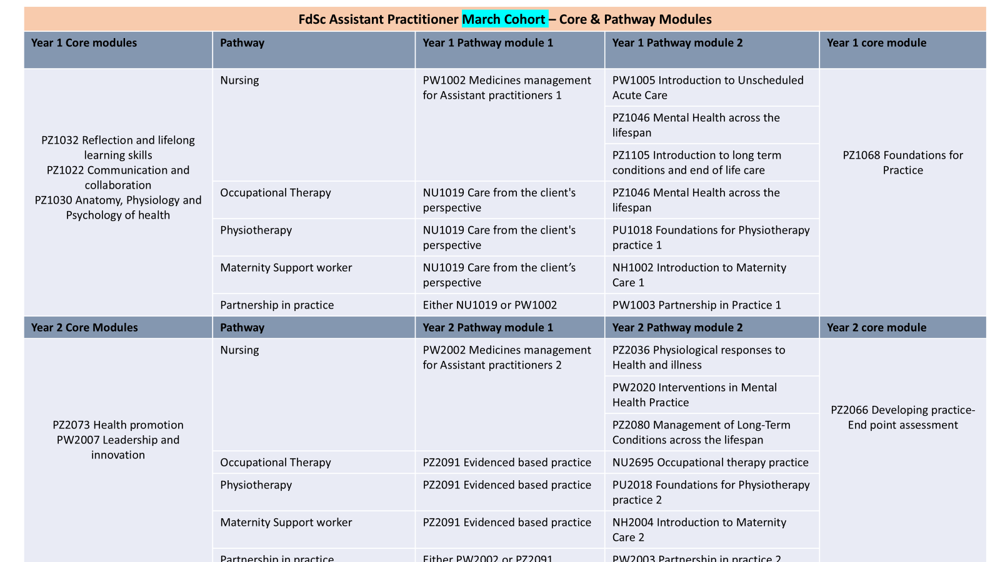 FdSc Assistant Practitioner March Cohort – Core & Pathway Modules
Year 1 Core modules
Pathway
Year 1 Pathway module 1
Year 1 Pathway module 2
Year 1 core module
PZ1032 Reflection and lifelong
learning skills
PZ1022 Communication and
collaboration
PZ1030 Anatomy, Physiology and
Psychology of health
Nursing
PW1002 Medicines management
for Assistant practitioners 1
PW1005 Introduction to Unscheduled
Acute Care
PZ1046 Mental Health across the
lifespan
PZ1105 Introduction to long term
conditions and end of life care
PZ1068 Foundations for
Practice
Occupational Therapy
NU1019 Care from the client's
perspective
PZ1046 Mental Health across the
lifespan
Physiotherapy
NU1019 Care from the client's
perspective
PU1018 Foundations for Physiotherapy
practice 1
Maternity Support worker
NU1019 Care from the client’s
perspective
NH1002 Introduction to Maternity
Care 1
Partnership in practice
Either NU1019 or PW1002
PW1003 Partnership in Practice 1
Year 2 Core Modules
Pathway
Year 2 Pathway module 1
Year 2 Pathway module 2
Year 2 core module
PZ2073 Health promotion
PW2007 Leadership and
innovation
Nursing
PW2002 Medicines management
for Assistant practitioners 2
PZ2036 Physiological responses to
Health and illness
PW2020 Interventions in Mental
Health Practice
PZ2080 Management of Long-Term
Conditions across the lifespan
PZ2066 Developing practice-
End point assessment
Occupational Therapy
PZ2091 Evidenced based practice
NU2695 Occupational therapy practice
Physiotherapy
PZ2091 Evidenced based practice
PU2018 Foundations for Physiotherapy
practice 2
Maternity Support worker
PZ2091 Evidenced based practice
NH2004 Introduction to Maternity
Care 2
Partnership in practice
Either PW2002 or PZ2091
PW2003 Partnership in practice 2